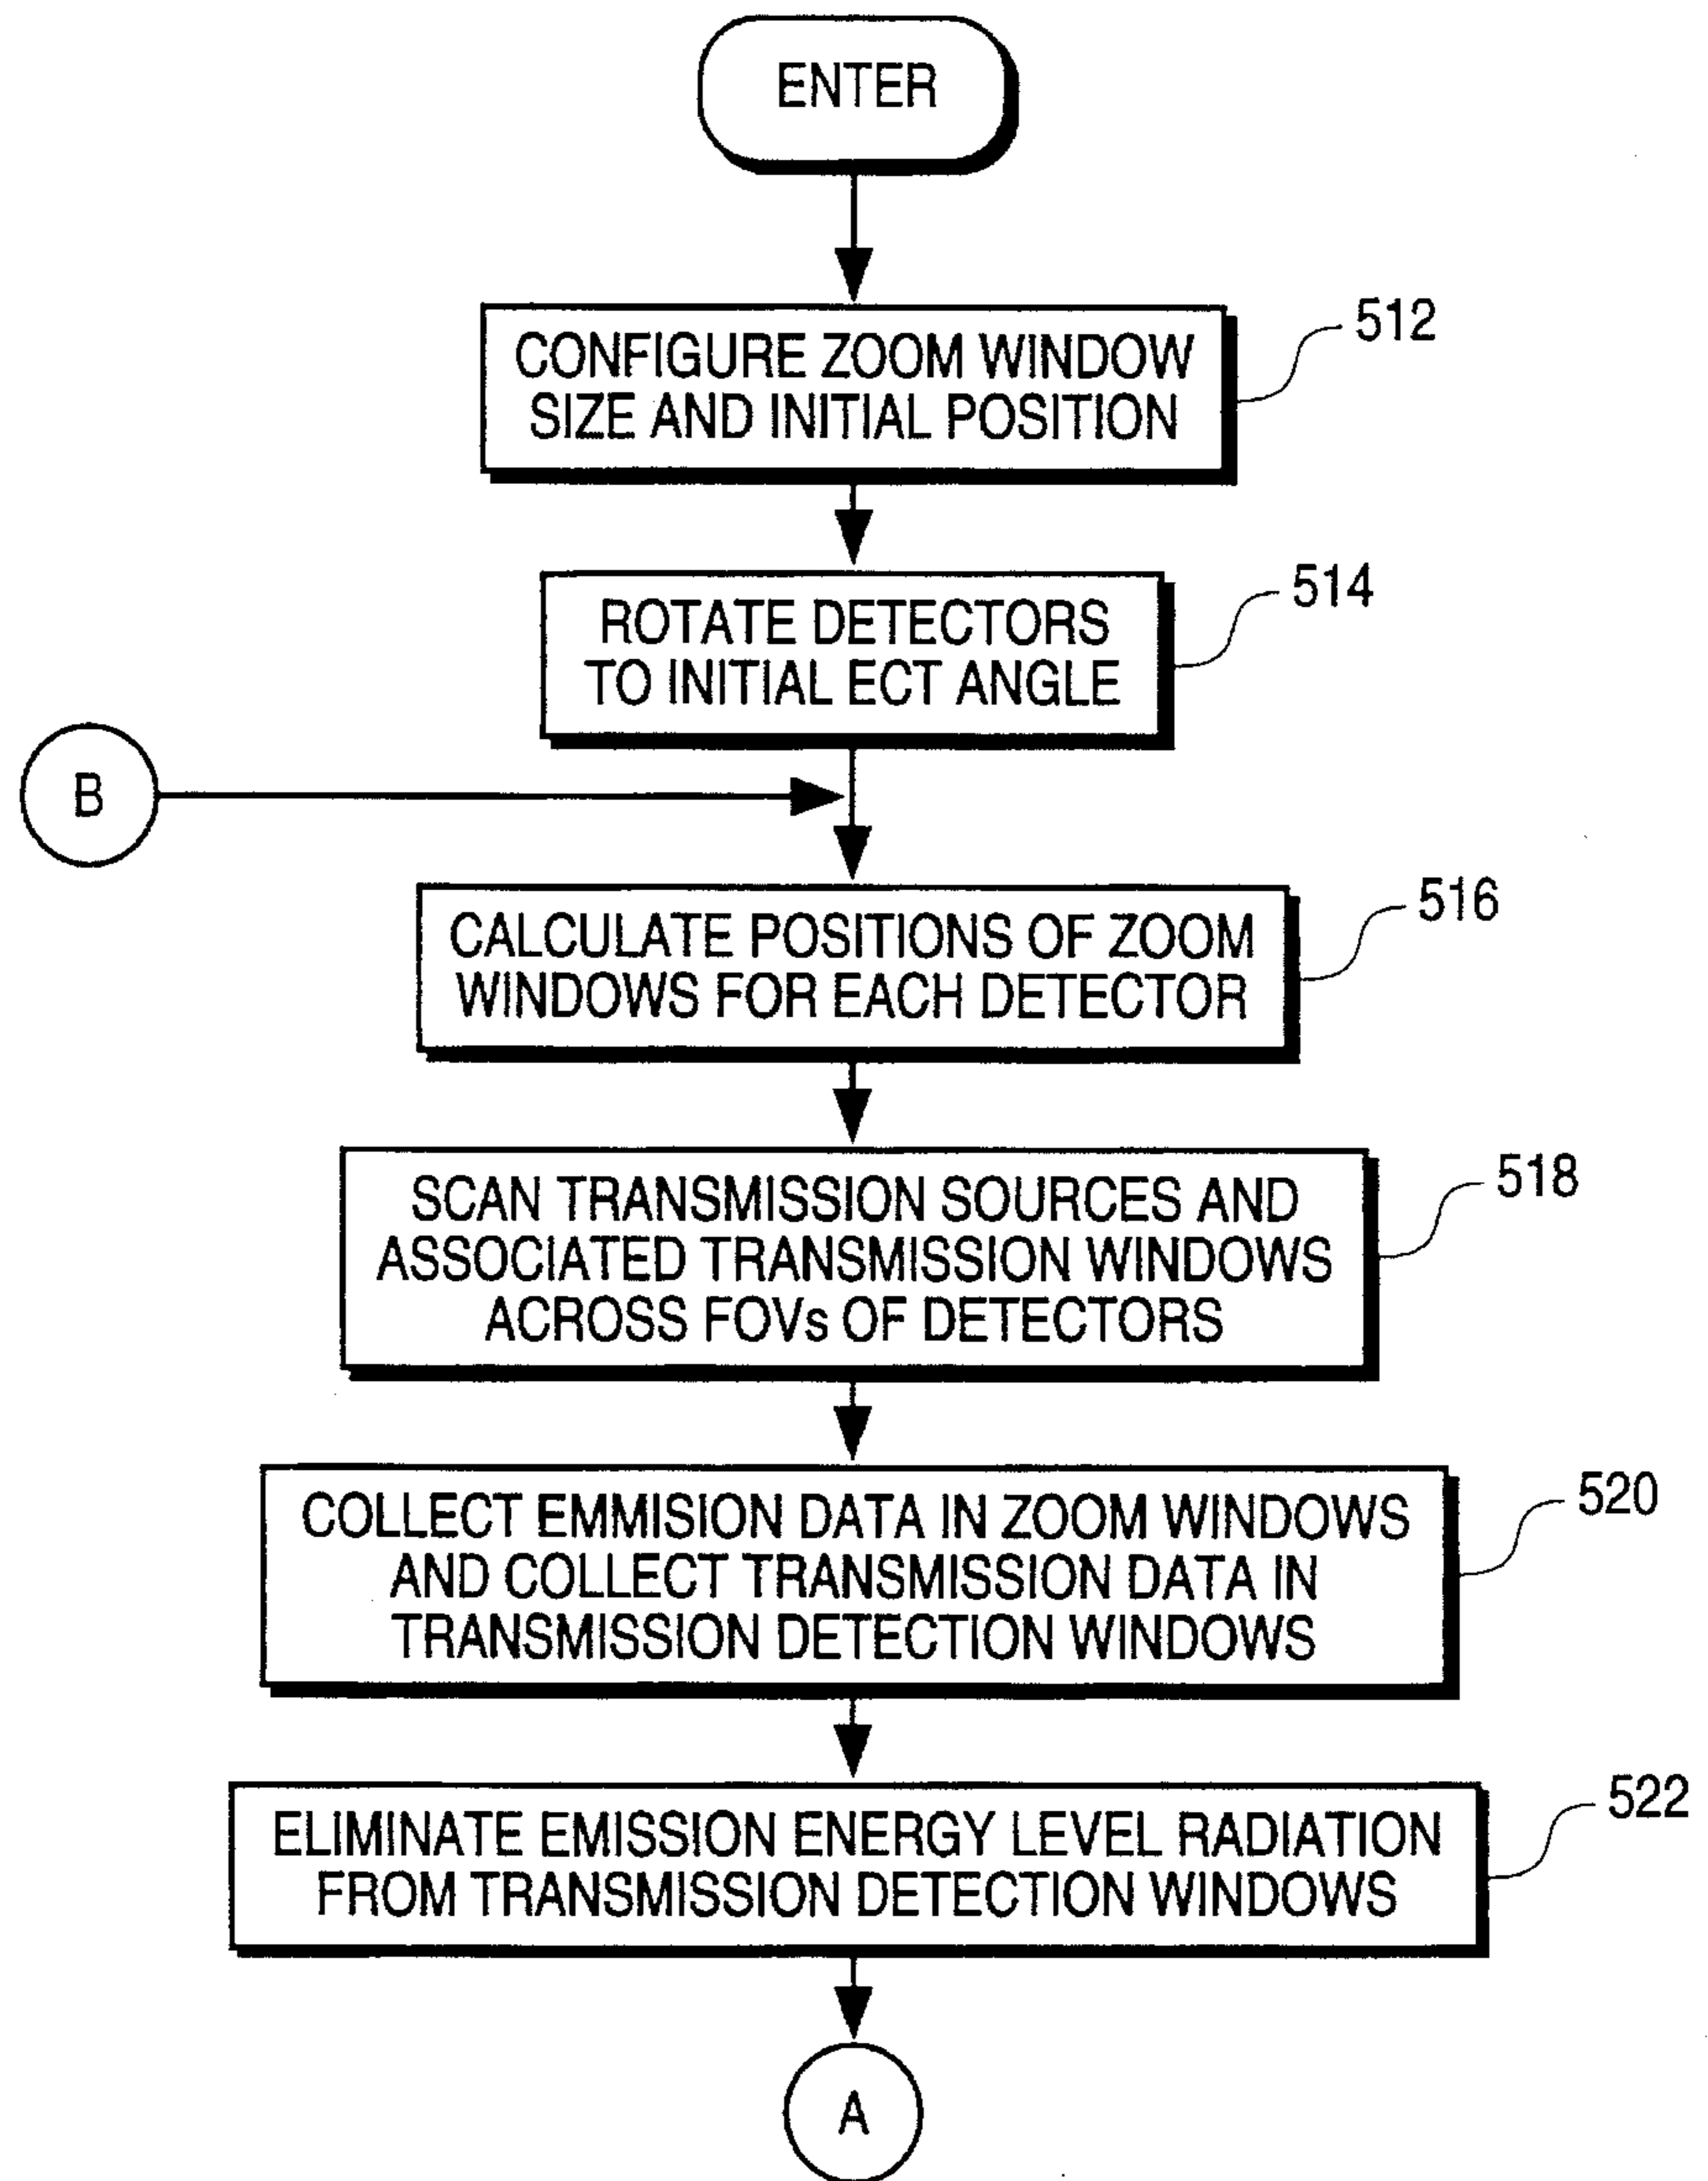 ENTER
CONFIGURE ZOOM WINDOW
SIZE AND INITIAL POSITION
512
ROTATE DETECTORS
TO INITIAL ECT ANGLE
514
B
CALCULATE POSITIONS OF ZOOM
WINDOWS FOR EACH DETECTOR
516
SCAN TRANSMISSION SOURCES AND
ASSOCIATED TRANSMISSION WINDOWS
ACROSS FOVs OF DETECTORS
518
COLLECT EMMISION DATA IN ZOOM WINDOWS
AND COLLECT TRANSMISSION DATA IN
TRANSMISSION DETECTION WINDOWS
520
ELIMINATE EMISSION ENERGY LEVEL RADIATION
FROM TRANSMISSION DETECTION WINDOWS
522
A